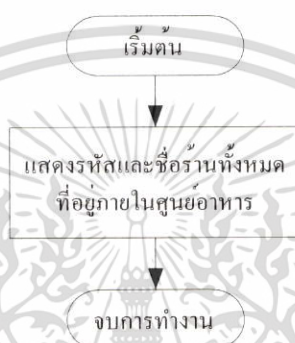 เริ่มต้น
แสดงรหัสและชื่อร้านทั้งหมด
ที่อยู่ภายในศูนย์อาหาร
จบการทำงาน